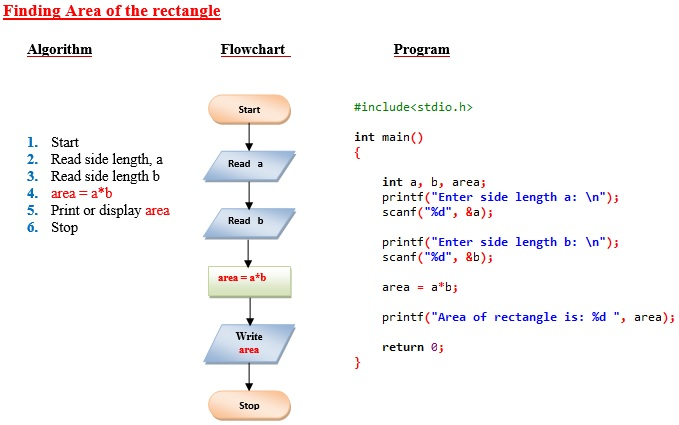 Finding Area of the rectangle
Algorithm
1. Start
2. Read side length, a
3. Read side length b
4. area = a*b
5. Print or display area
6. Stop
Flowchart
Start
Read a
Read b
area = a*b
Write
area
Stop
Program
#include<stdio.h>
int main()
{
int a, b, area;
printf("Enter side length a: \n");
scanf("%d", &a);
printf("Enter side length b: \n");
scanf("%d", &b);
area = a*b;
printf("Area of rectangle is: %d ", area);
return 0;
}